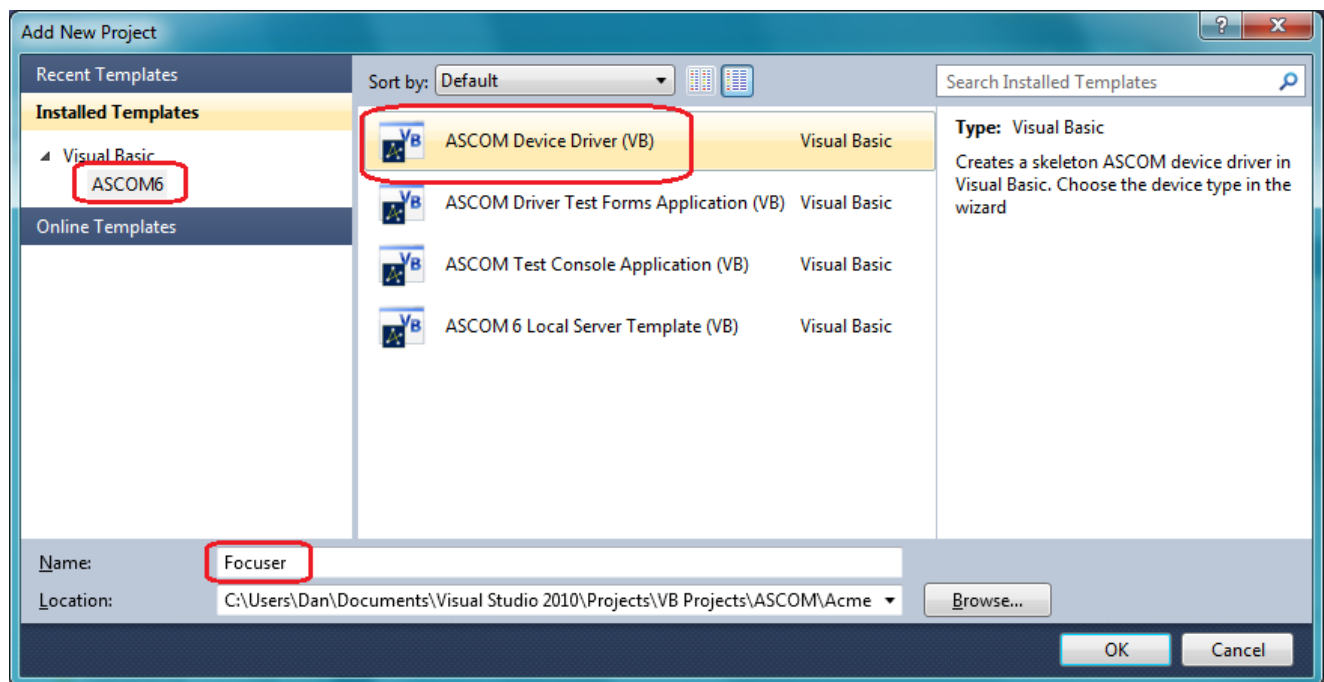 Add New Project
?
X
Recent Templates
Installed Templates
Visual Basic
ASCOM6
Online Templates
Sort by: Default
Search Installed Templates
VB ASCOM Device Driver (VB) Visual Basic
VB ASCOM Driver Test Forms Application (VB) Visual Basic
VB ASCOM Test Console Application (VB) Visual Basic
VB ASCOM 6 Local Server Template (VB) Visual Basic
Type: Visual Basic
Creates a skeleton ASCOM device driver in
Visual Basic. Choose the device type in the
wizard
Name: Focuser
Location: C:\Users\Dan\Documents\Visual Studio 2010\Projects\VB Projects\ASCOM\Acme
Browse...
OK Cancel